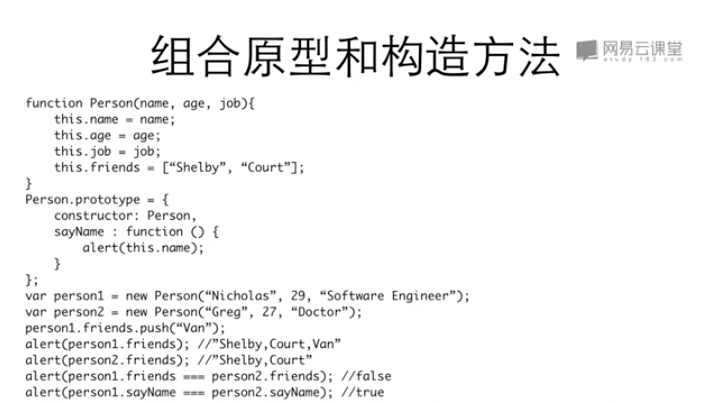 组合原型和构造方法
网易云课堂
study.163.com
function Person(name, age, job){
    this.name = name;
    this.age = age;
    this.job = job;
    this.friends = [“Shelby”, “Court”];
}
Person.prototype = {
    constructor: Person,
    sayName : function () {
        alert(this.name);
    }
};
var person1 = new Person(“Nicholas”, 29, “Software Engineer”);
var person2 = new Person(“Greg”, 27, “Doctor”);
person1.friends.push(“Van”);
alert(person1.friends); //”Shelby,Court,Van”
alert(person2.friends); //”Shelby,Court”
alert(person1.friends === person2.friends); //false
alert(person1.sayName === person2.sayName); //true